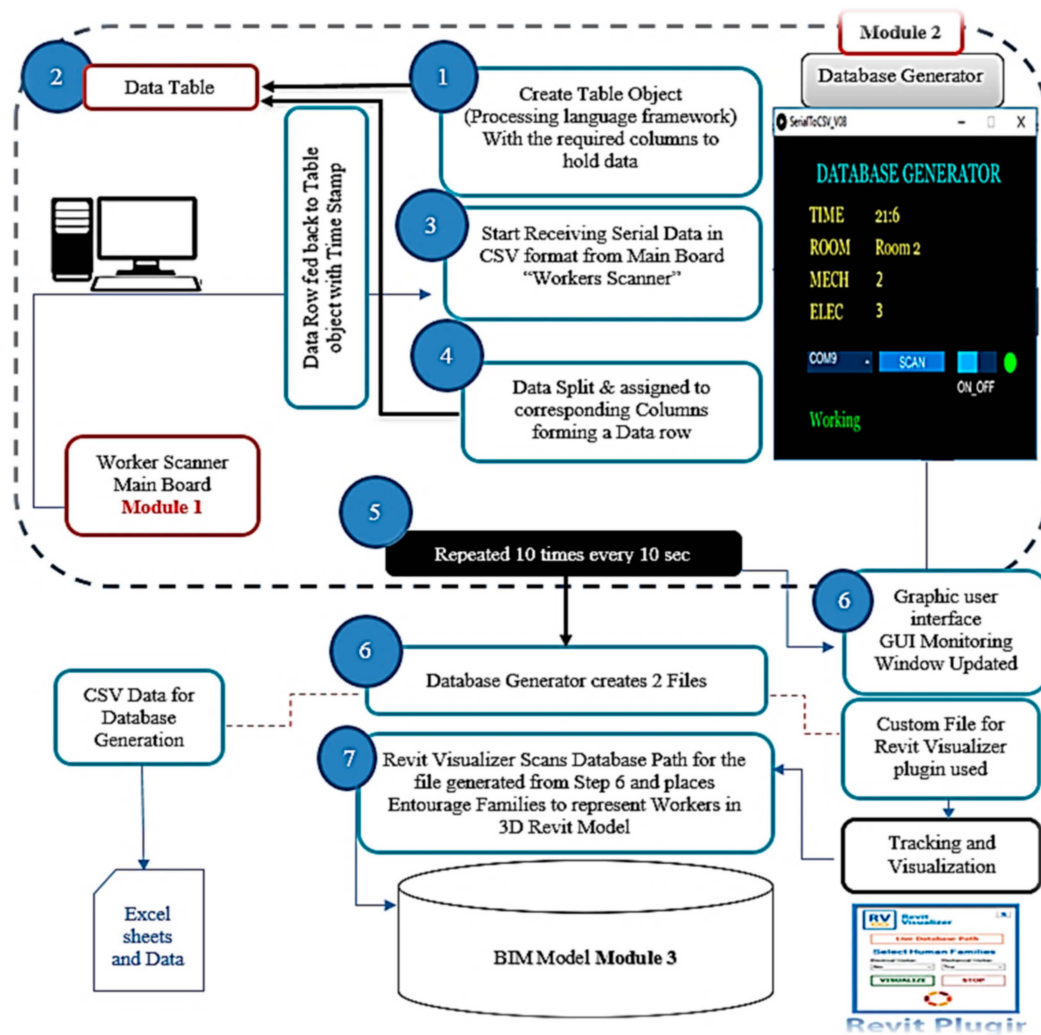 Module 2
Database Generator
2
Data Table
1
Create Table Object
(Processing language framework)
With the required columns to
hold data
Data Row fed back to Table
object with Time Stamp
3
Start Receiving Serial Data in
CSV format from Main Board
“Workers Scanner”
4
Data Split & assigned to
corresponding Columns
forming a Data row
SerialToCSV_V08
X
DATABASE GENERATOR
TIME 21:6
ROOM Room 2
MECH 2
ELEC 3
COM9 SCAN
ON_OFF
Working
Worker Scanner
Main Board
Module 1
5
Repeated 10 times every 10 sec
6
Graphic user
interface
GUI Monitoring
Window Updated
6
Database Generator creates 2 Files
CSV Data for
Database
Generation
Custom File for
Revit Visualizer
plugin used
7
Revit Visualizer Scans Database Path for the
file generated from Step 6 and places
Entourage Families to represent Workers in
3D Revit Model
Tracking and
Visualization
Excel
sheets
and Data
BIM Model Module 3
RV
Revit
Visualizer
Live Database Path
Select Human Families
VISUALIZE STOP
Revit Plugin